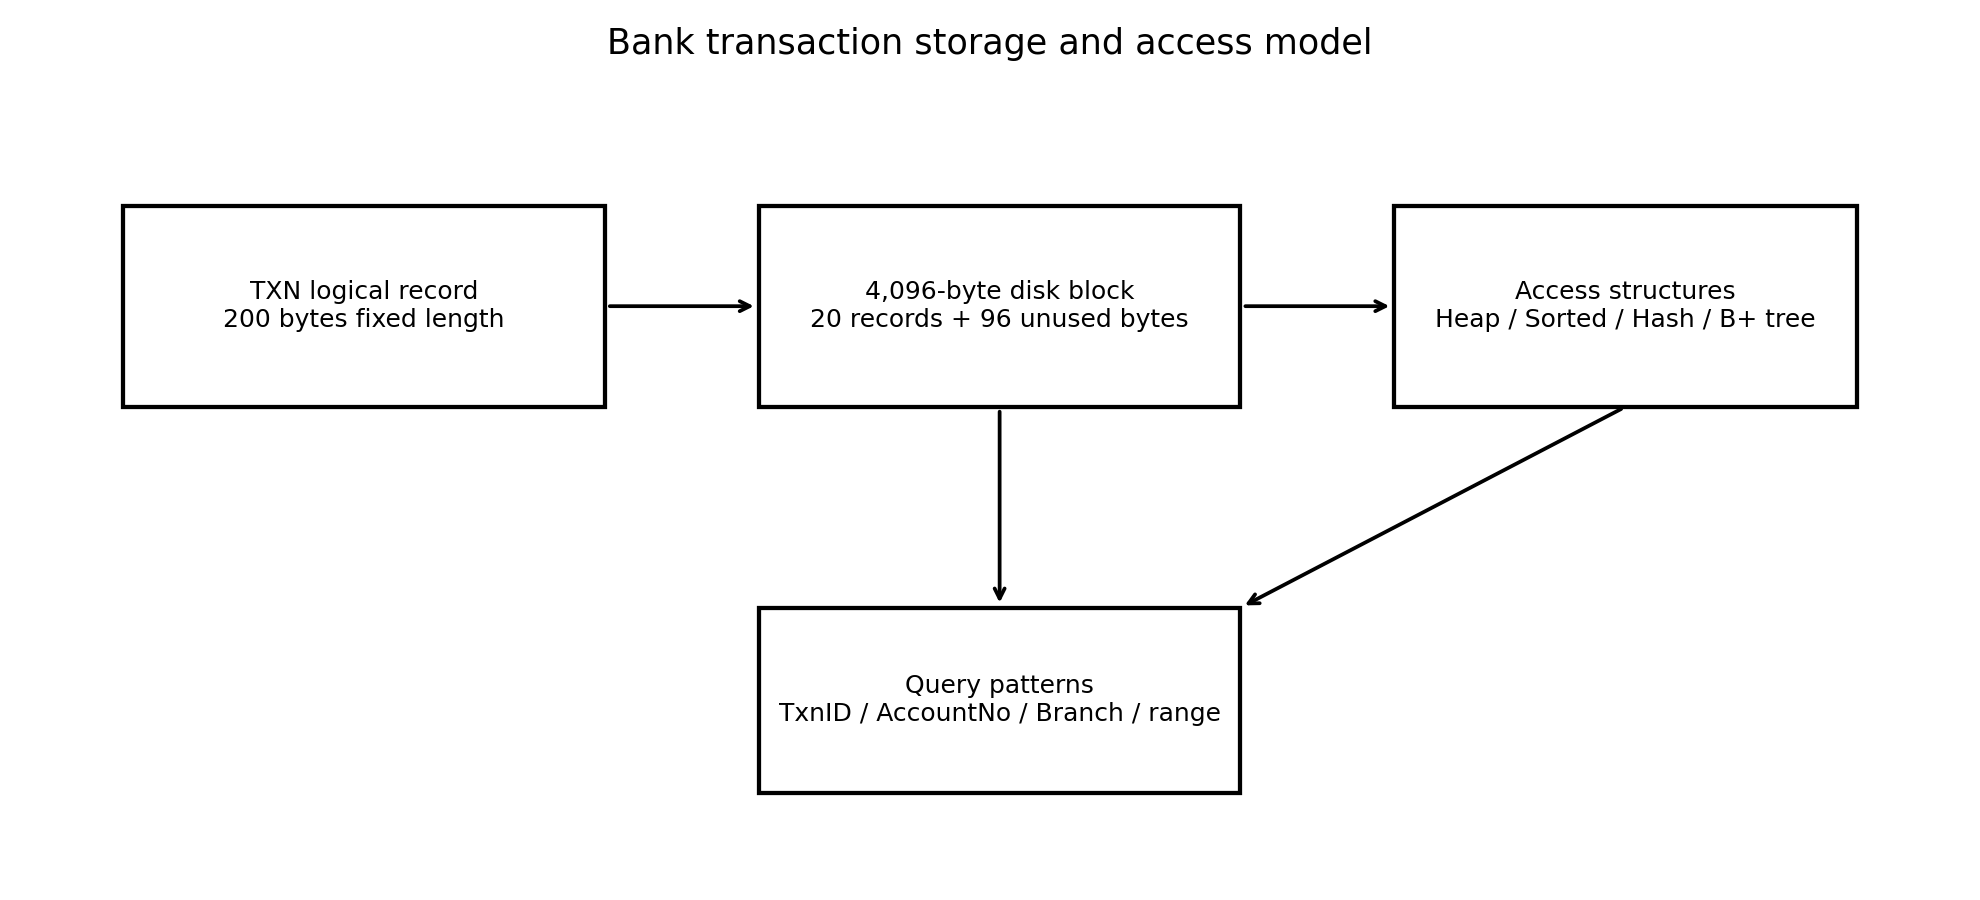 Bank transaction storage and access model
TXN logical record
200 bytes fixed length
4,096-byte disk block
20 records + 96 unused bytes
Access structures
Heap / Sorted / Hash / B+ tree
Query patterns
TxnID / AccountNo / Branch / range